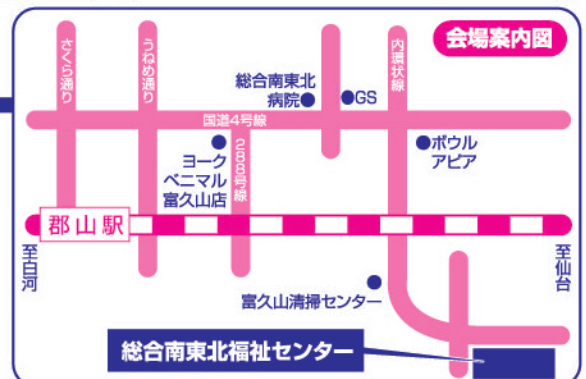 会場案内図
さくら通り
うねめ通り
内環状線
総合南東北
病院
GS
国道4号線
288号線
ヨーク
ベニマル
富久山店
ボウル
アピア
郡山駅
至白河
至仙台
富久山清掃センター
総合南東北福祉センター